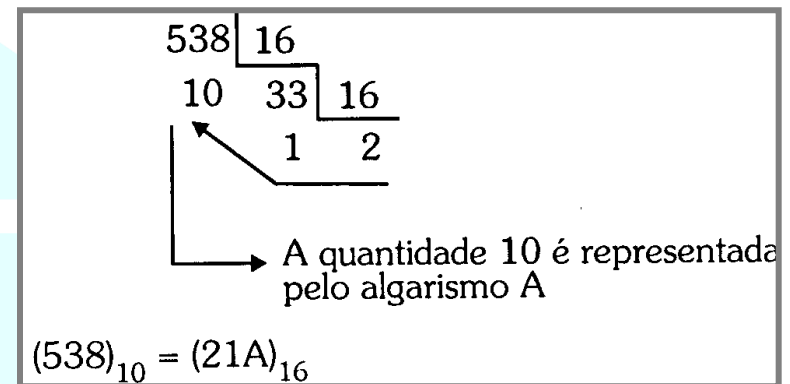 538 16
10 33 16
1 2
A quantidade 10 é representada
pelo algarismo A
(538)₁₀ = (21A)₁₆